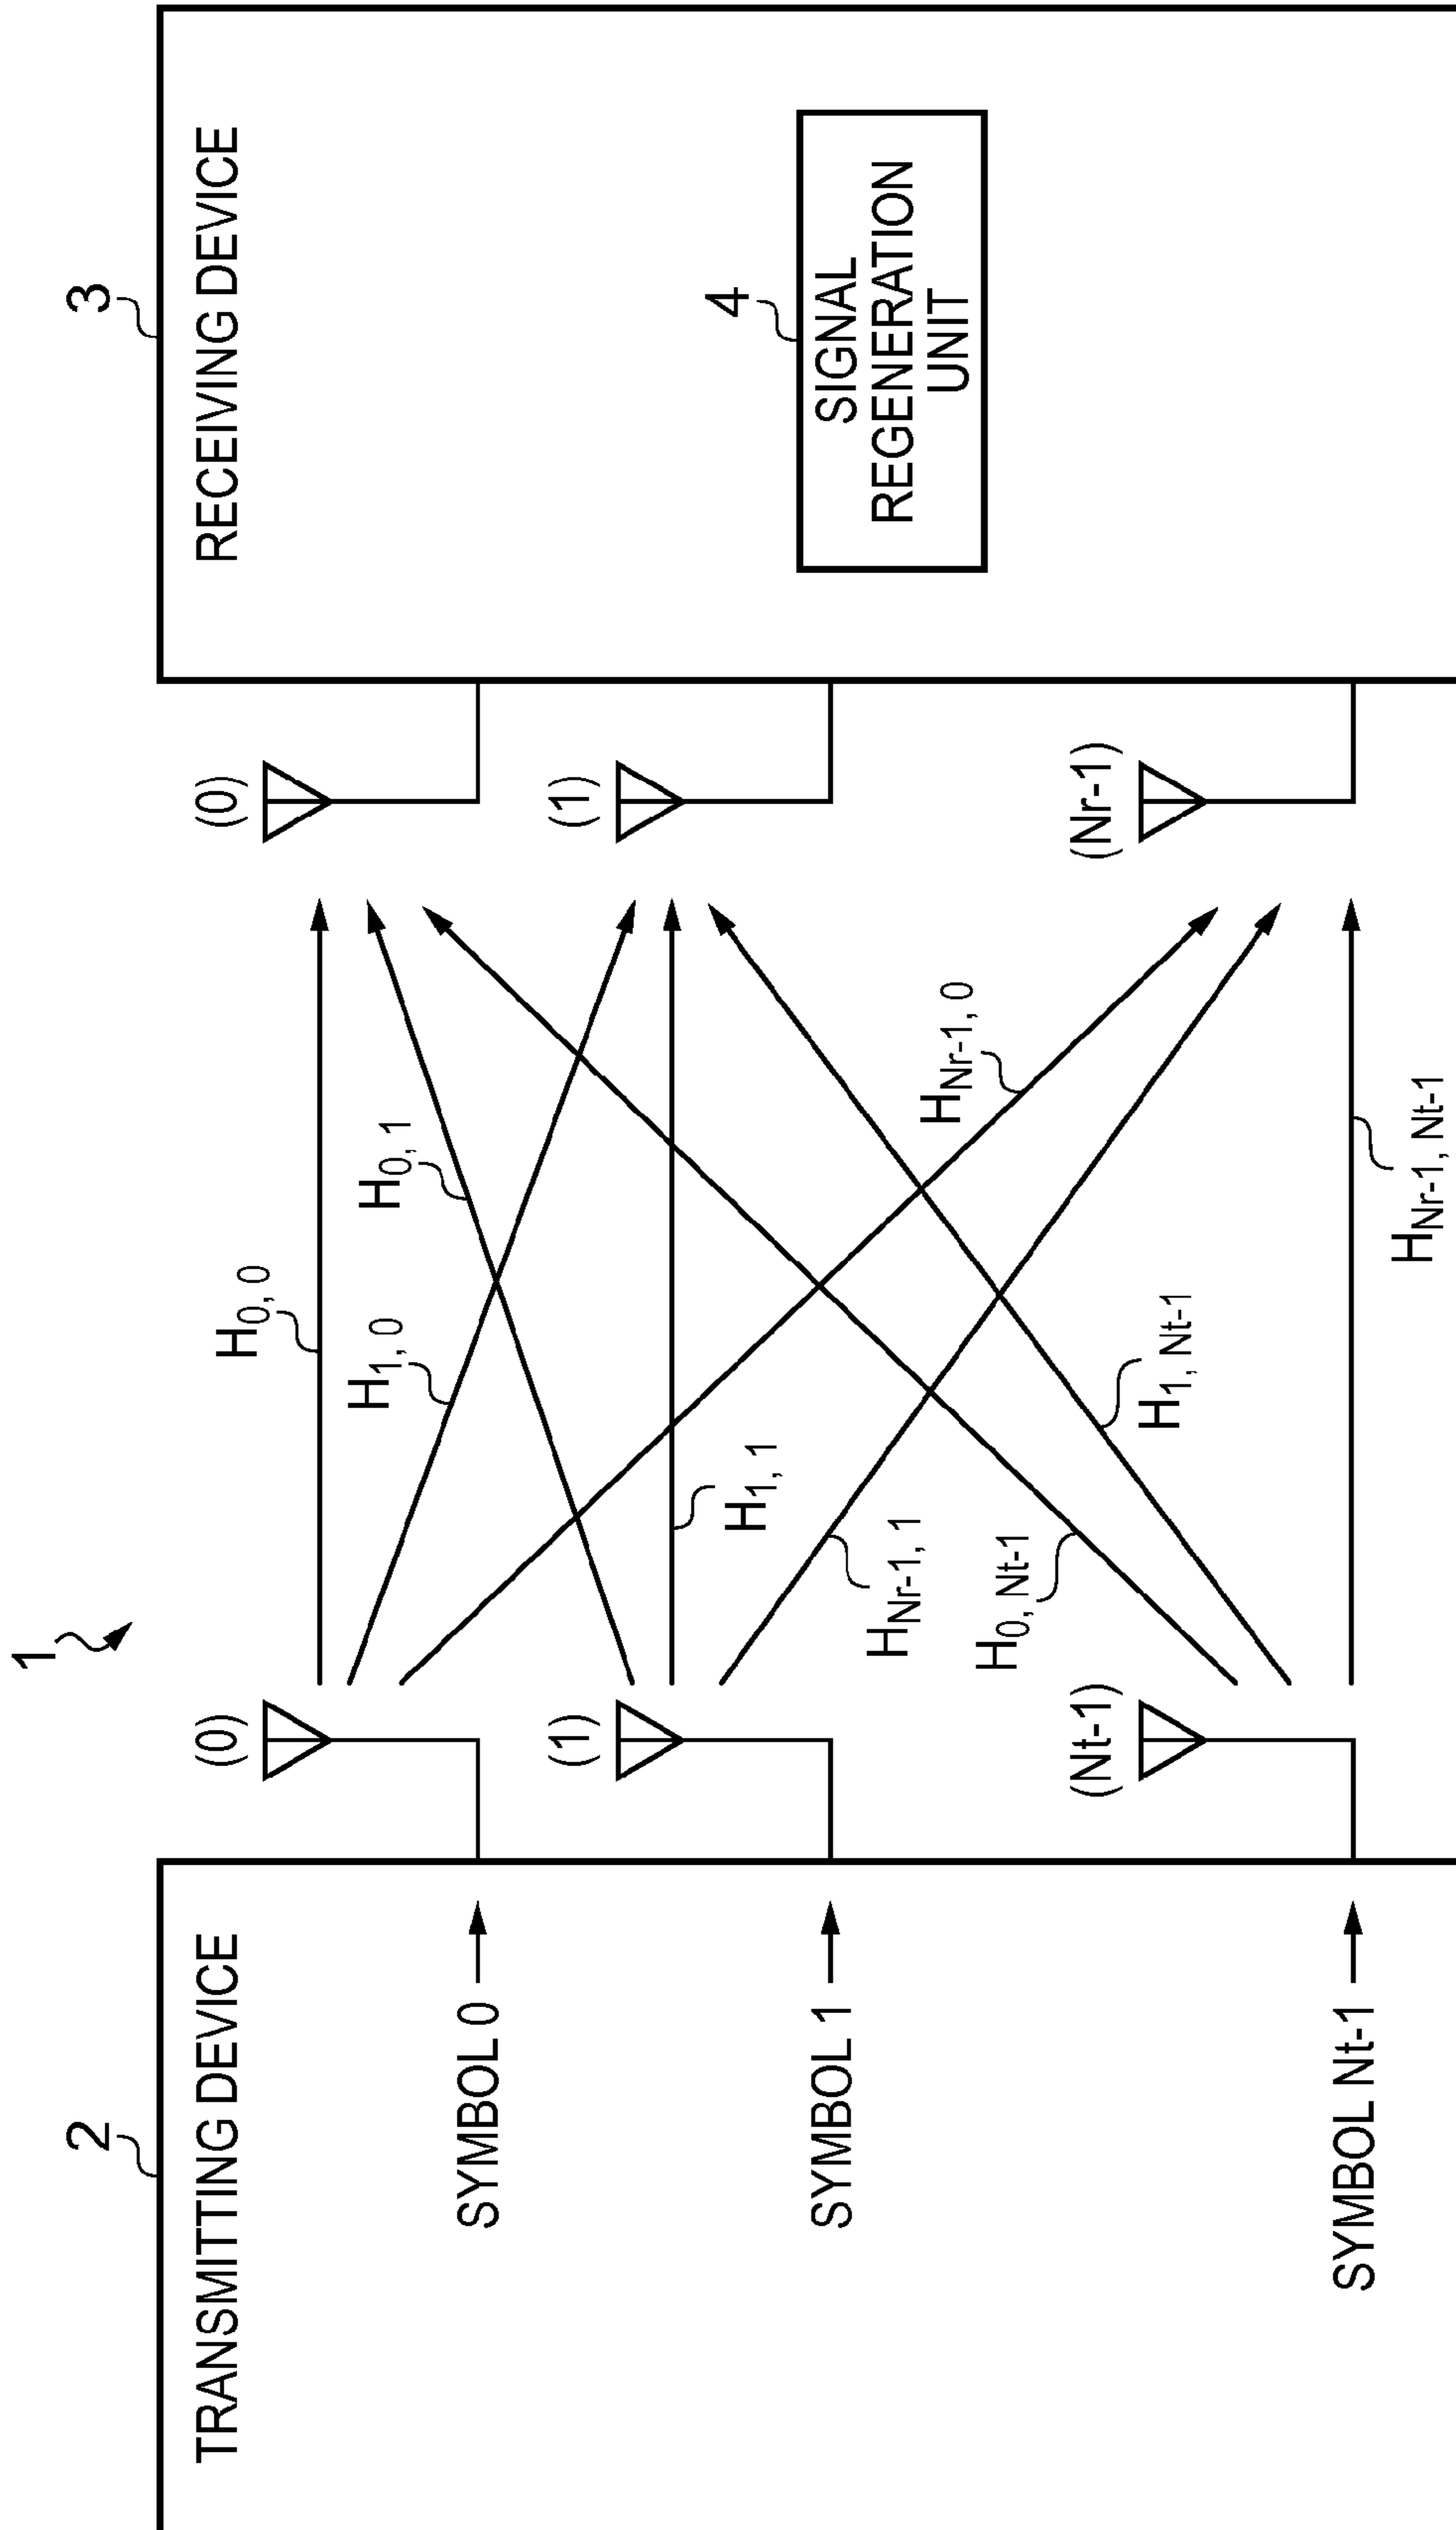 1
2
TRANSMITTING DEVICE
SYMBOL 0
SYMBOL 1
SYMBOL Nt-1
(0)
(1)
(Nt-1)
H0, 0
H1, 0
H0, 1
H1, 1
HNr-1, 1
H0, Nt-1
H1, Nt-1
HNr-1, 0
HNr-1, Nt-1
(0)
(1)
(Nr-1)
3
RECEIVING DEVICE
4
SIGNAL
REGENERATION
UNIT